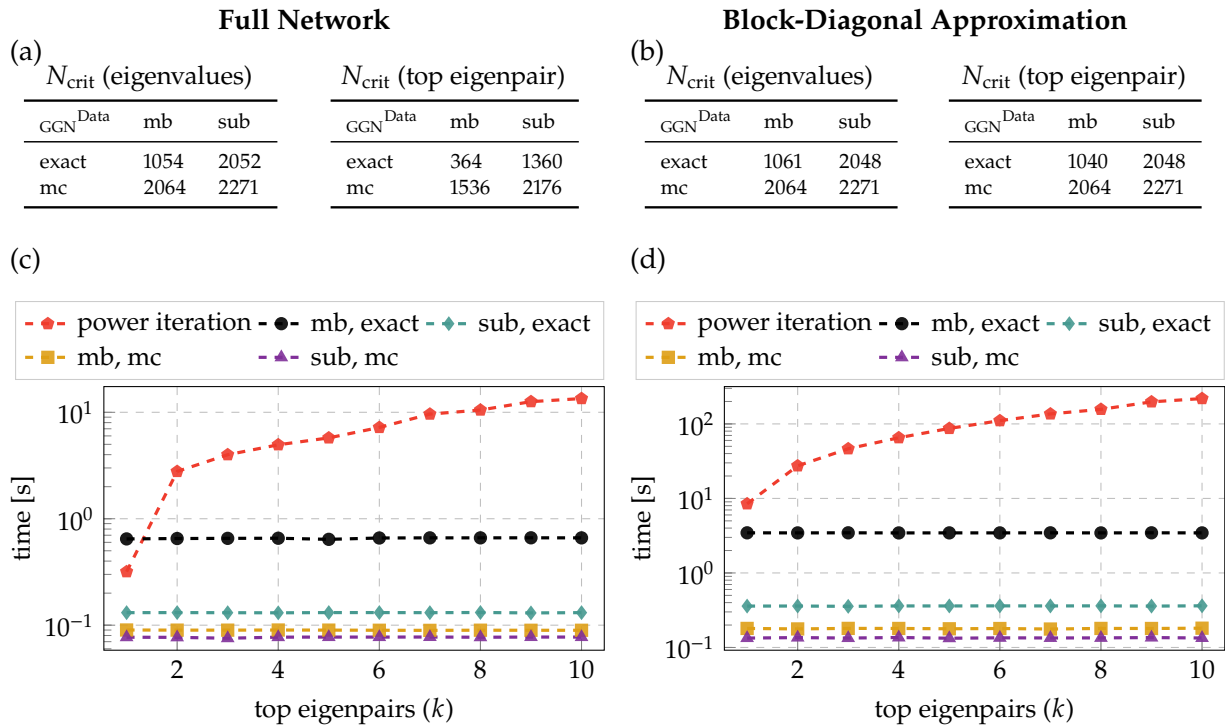 Full Network
Block-Diagonal Approximation
(a)
N_crit (eigenvalues)
GGN^Data mb sub
exact 1054 2052
mc 2064 2271
N_crit (top eigenpair)
GGN^Data mb sub
exact 364 1360
mc 1536 2176
(b)
N_crit (eigenvalues)
GGN^Data mb sub
exact 1061 2048
mc 2064 2271
N_crit (top eigenpair)
GGN^Data mb sub
exact 1040 2048
mc 2064 2271
(c)
power iteration mb, exact sub, exact
mb, mc sub, mc
time [s]
10^1
10^0
10^−1
2 4 6 8 10
top eigenpairs (k)
(d)
power iteration mb, exact sub, exact
mb, mc sub, mc
time [s]
10^2
10^1
10^0
10^−1
2 4 6 8 10
top eigenpairs (k)